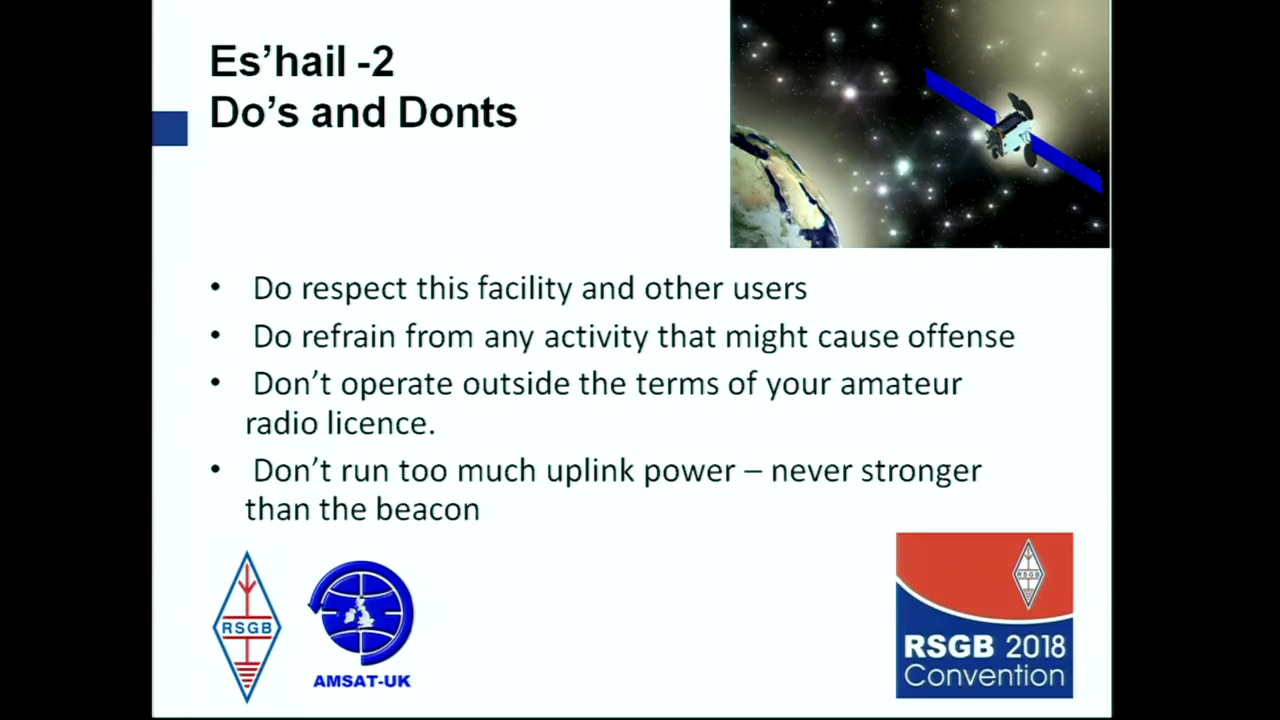 Es’hail -2
Do’s and Donts
• Do respect this facility and other users
• Do refrain from any activity that might cause offense
• Don’t operate outside the terms of your amateur
radio licence.
• Don’t run too much uplink power – never stronger
than the beacon
RSGB
AMSAT-UK
RSGB
RSGB 2018
Convention